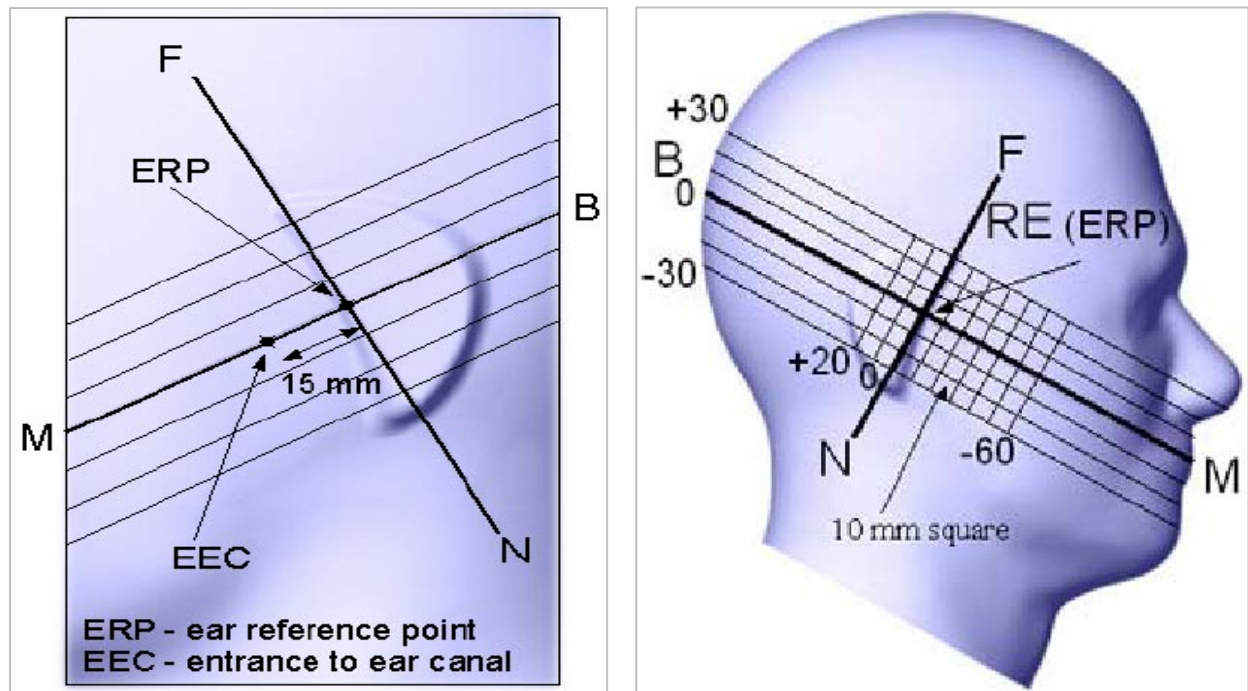 F
ERP
B
15 mm
M
EEC
N
ERP - ear reference point
EEC - entrance to ear canal
+30
B
0
F
RE (ERP)
-30
+20
0
N
-60
M
10 mm square